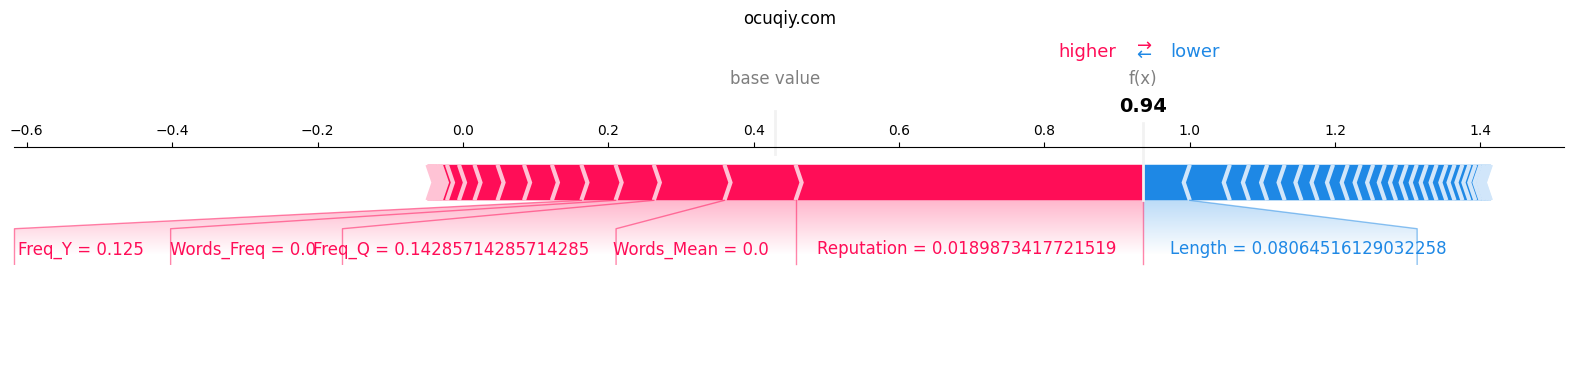 ocuqiy.com
higher ⇄ lower
base value f(x)
0.94
−0.6 −0.4 −0.2 0.0 0.2 0.4 0.6 0.8 1.0 1.2 1.4
Freq_Y = 0.125 Words_Freq = 0.0 Freq_Q = 0.14285714285714285 Words_Mean = 0.0 Reputation = 0.0189873417721519 Length = 0.08064516129032258